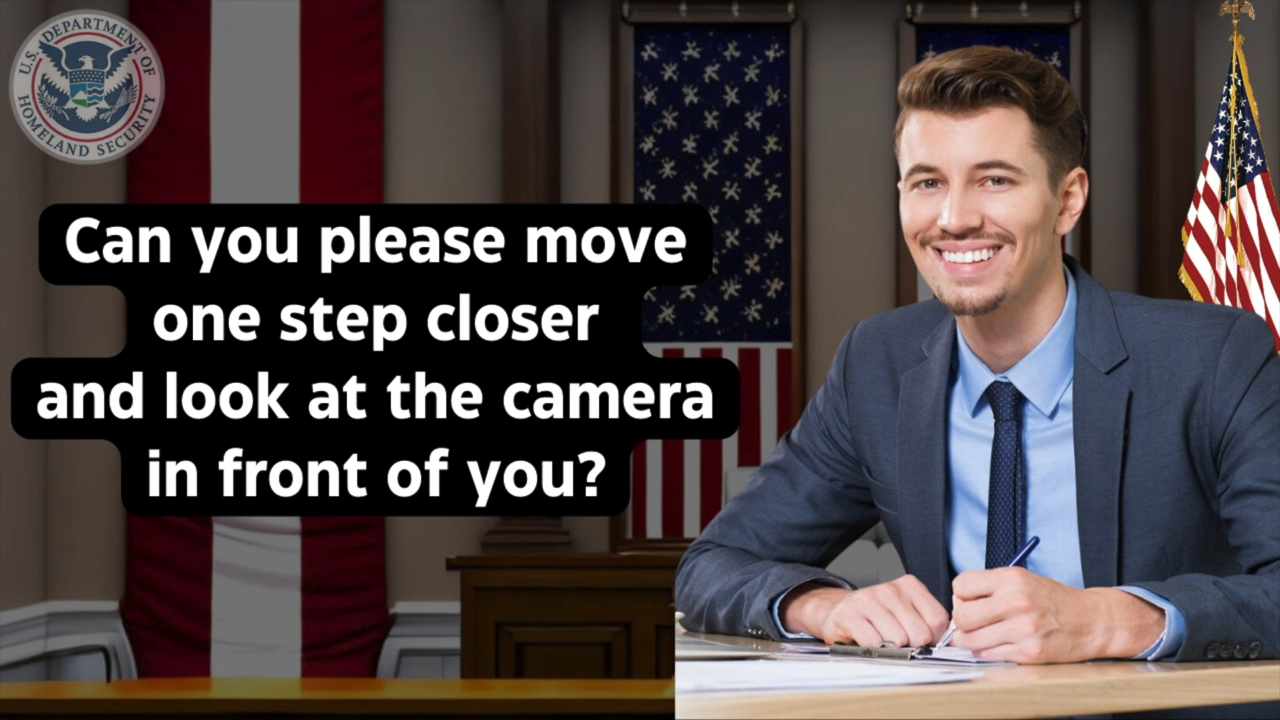 U.S. DEPARTMENT OF
HOMELAND SECURITY
Can you please move
one step closer
and look at the camera
in front of you?